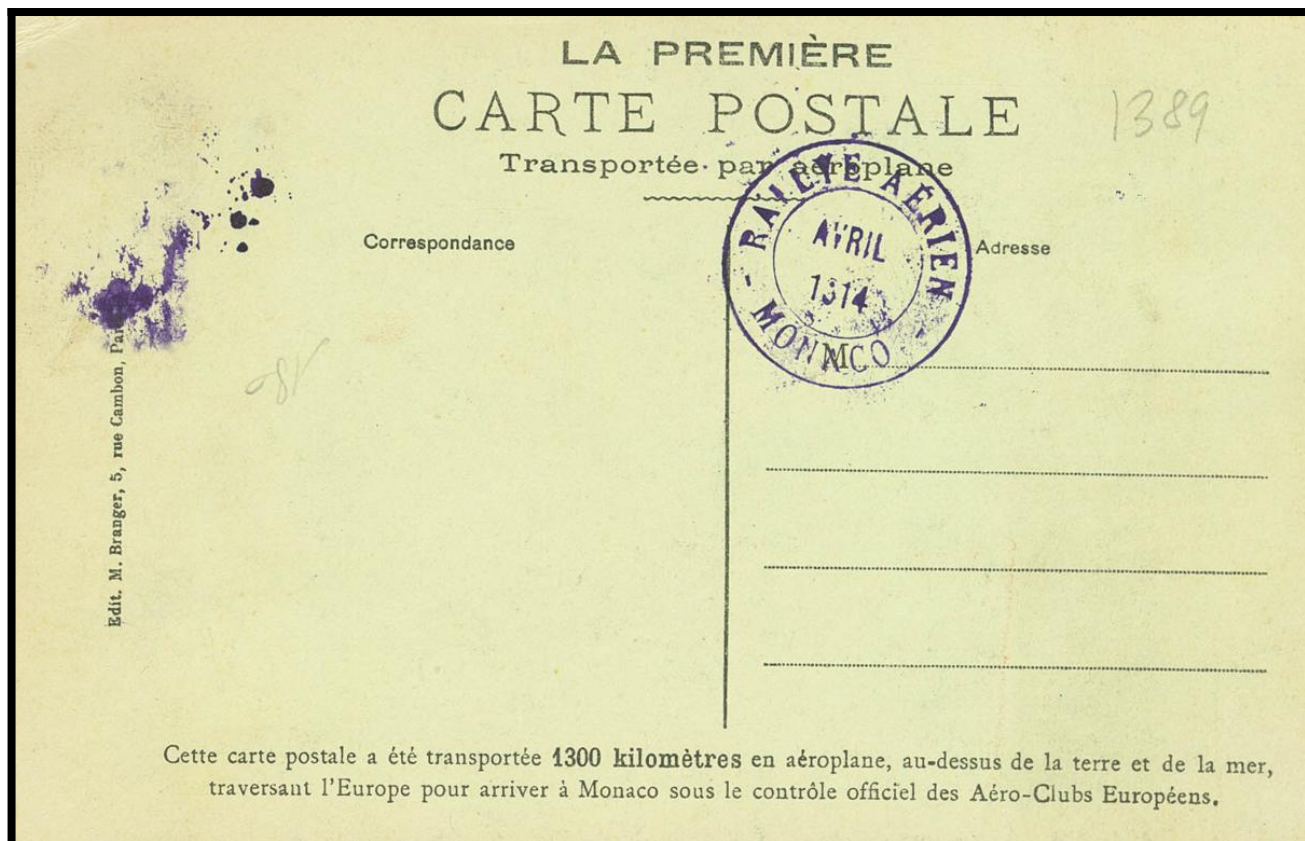 LA PREMIÈRE
CARTE POSTALE
Transportée par aéroplane
1389
Correspondance
Adresse
RALLYE AÉRIEN
AVRIL
1914
- MONACO -
M
Edit. M. Branger, 5, rue Cambon,
Cette carte postale a été transportée 1300 kilomètres en aéroplane, au-dessus de la terre et de la mer,
traversant l'Europe pour arriver à Monaco sous le contrôle officiel des Aéro-Clubs Européens.